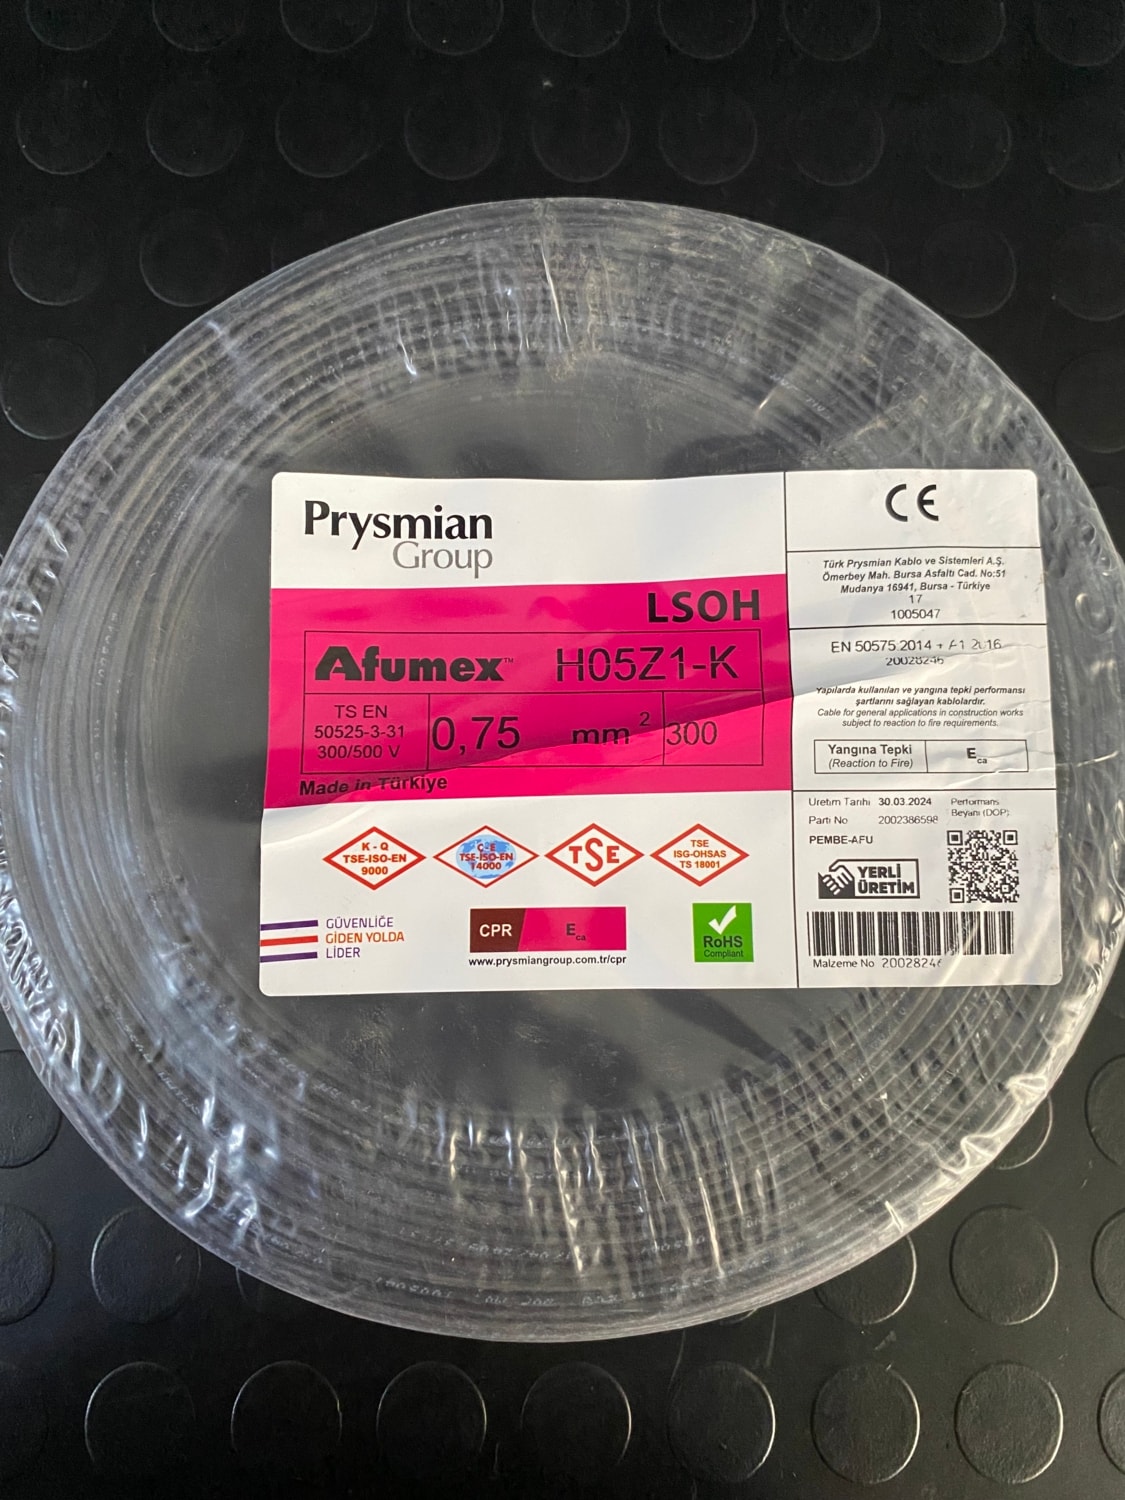 Prysmian
Group
LSOH
Afumex™ H05Z1-K
TS EN
50525-3-31
300/500 V
0,75 mm²
300
Made in Türkiye
K - Q
TSE-ISO-EN
9000
Ç - E
TSE-ISO-EN
14000
TSE
TSE
ISG-OHSAS
TS 18001
GÜVENLİĞE
GİDEN YOLDA
LİDER
CPR Eca
www.prysmiangroup.com.tr/cpr
RoHS
Compliant
CE
Türk Prysmian Kablo ve Sistemleri A.Ş.
Ömerbey Mah. Bursa Asfaltı Cad. No:51
Mudanya 16941, Bursa - Türkiye
17
1005047
EN 50575:2014 + A1 2016
20028246
Yapılarda kullanılan ve yangına tepki performansı
şartlarını sağlayan kablolardır.
Cable for general applications in construction works
subject to reaction to fire requirements.
Yangına Tepki
(Reaction to Fire)
Eca
Üretim Tarihi 30.03.2024
Parti No 2002386598
PEMBE-AFU
Performans
Beyanı (DOP):
YERLİ
ÜRETİM
Malzeme No 20028246